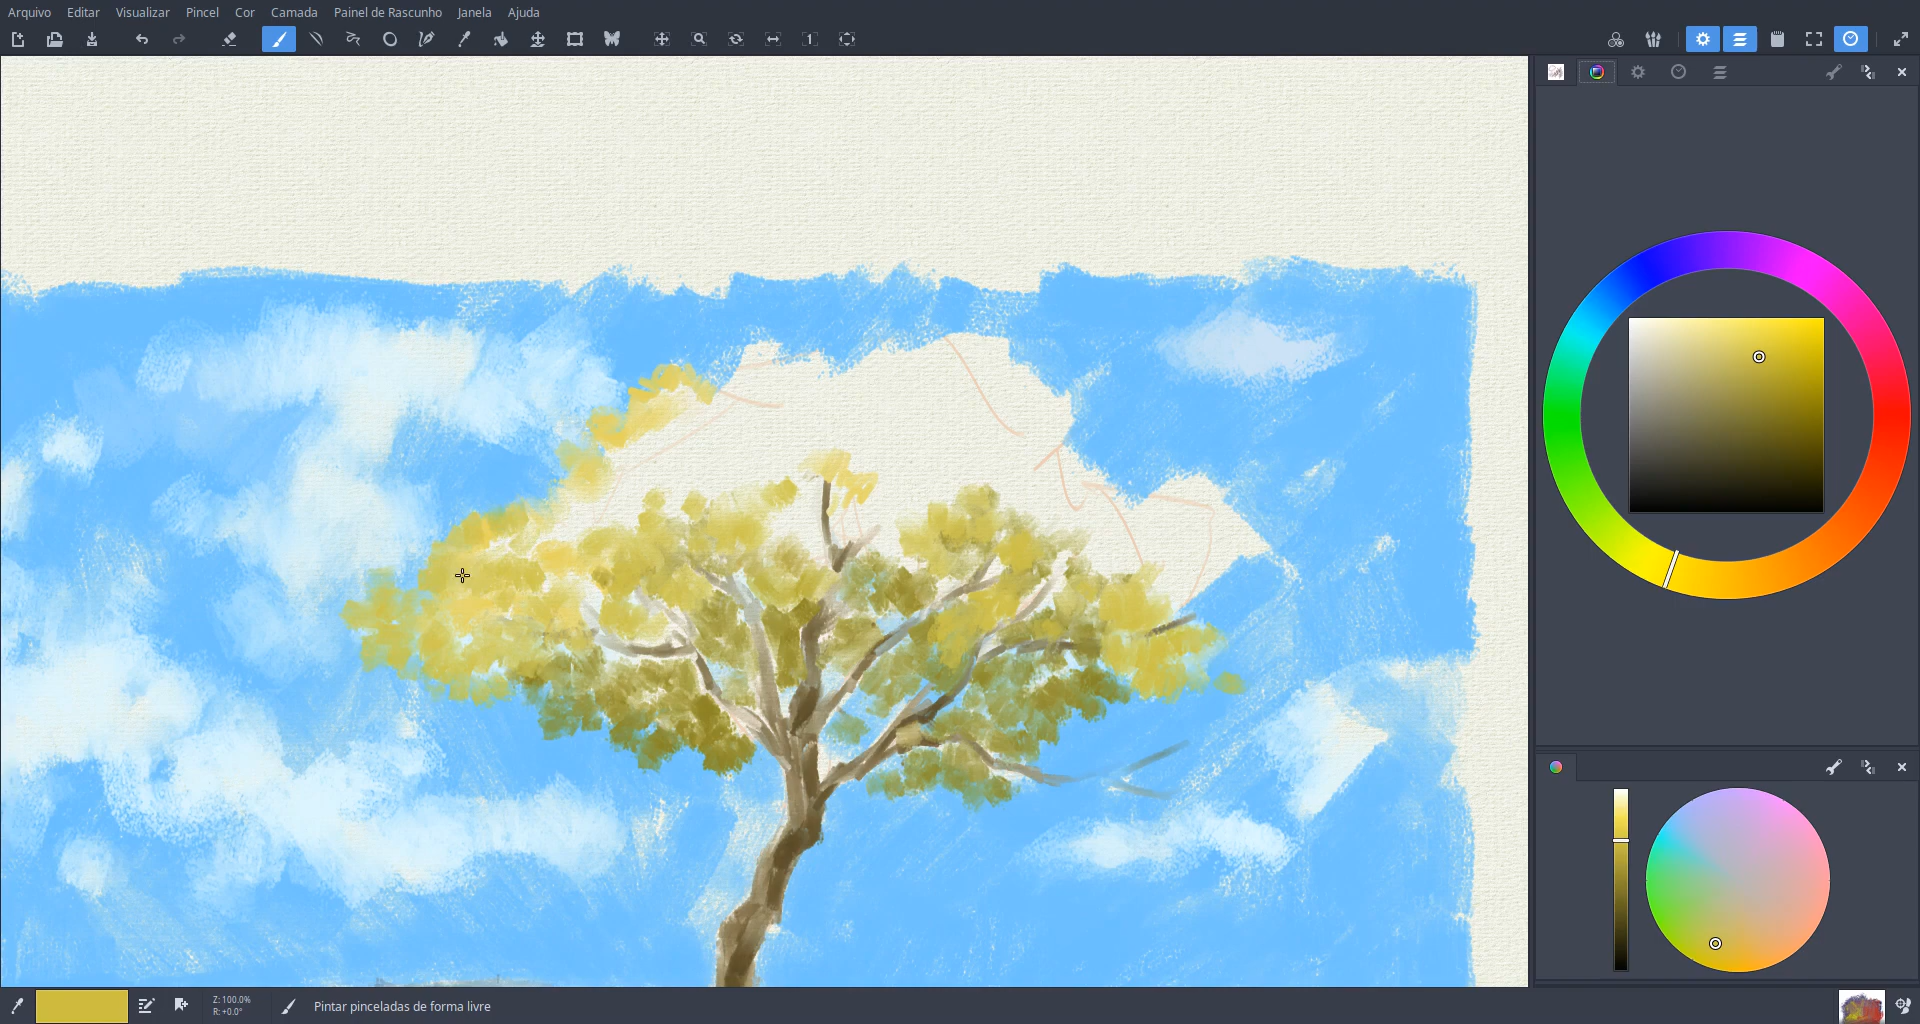 Arquivo Editar Visualizar Pincel Cor Camada Painel de Rascunho Janela Ajuda
1
Z: 100.0%
R: +0.0°
Pintar pinceladas de forma livre